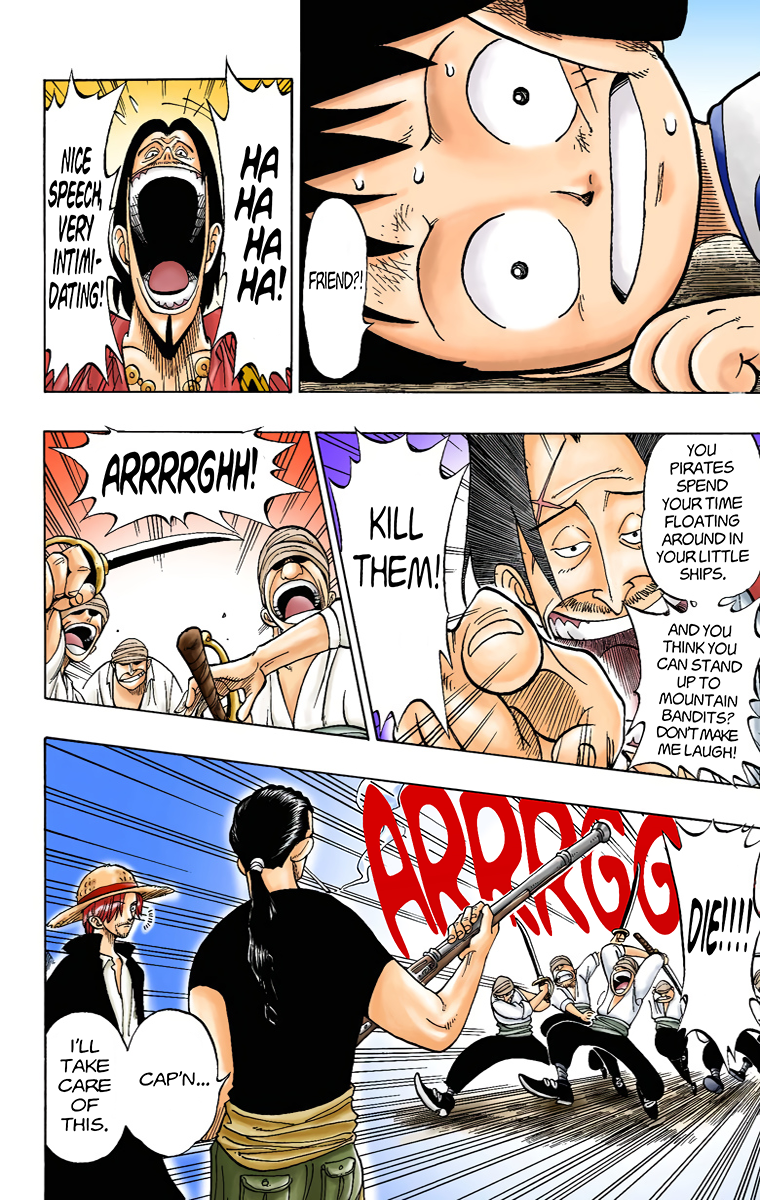 FRIEND?!
HA
HA
HA
HA!
NICE
SPEECH,
VERY
INTIMI-
DATING!
YOU
PIRATES
SPEND
YOUR TIME
FLOATING
AROUND IN
YOUR LITTLE
SHIPS.
AND YOU
THINK YOU
CAN STAND
UP TO
MOUNTAIN
BANDITS?
DON'T MAKE
ME LAUGH!
KILL
THEM!
ARRRRGHH!
DIE!!!!
ARRRGG
CAP'N...
I'LL
TAKE
CARE
OF
THIS.